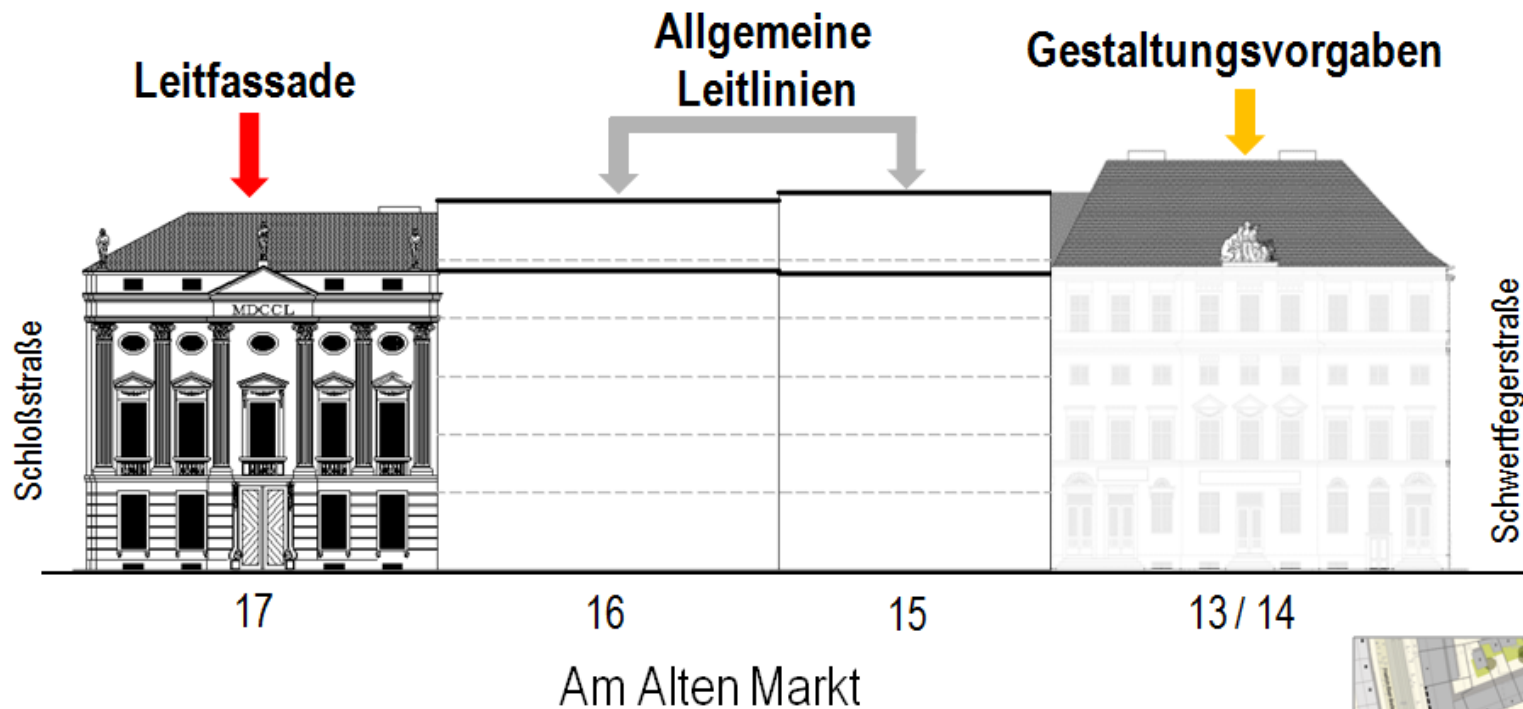 Leitfassade
Allgemeine
Leitlinien
Gestaltungsvorgaben
MDCCL
Schloßstraße
Schwertfegerstraße
17
16
15
13 / 14
Am Alten Markt